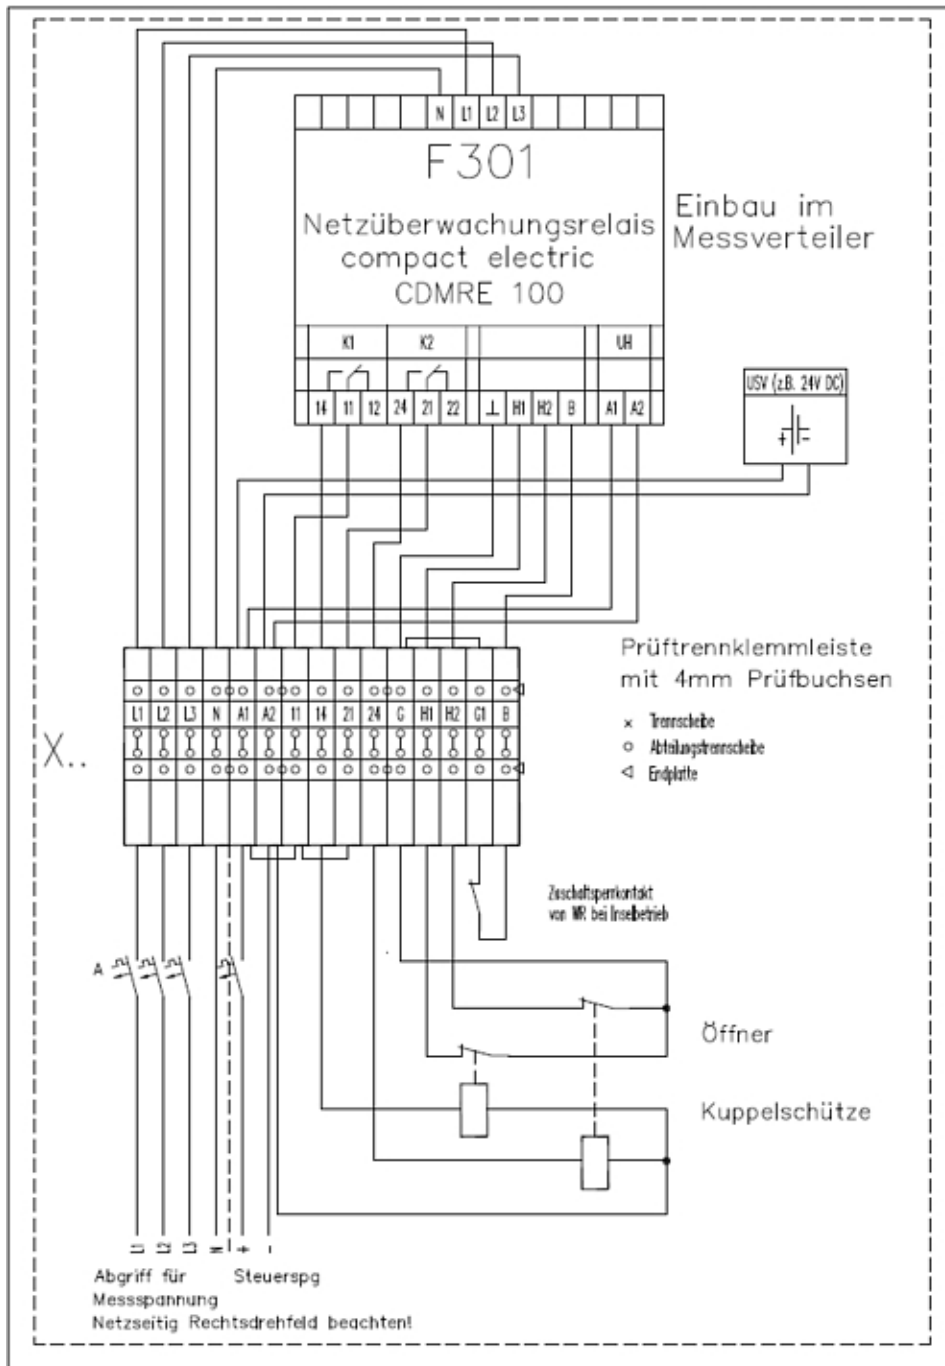 N L1 L2 L3
F301
Netzüberwachungsrelais
compact electric
CDMRE 100
Einbau im
Messverteiler
K1 K2 UH
14 11 12 24 21 22 ⊥ H1 H2 B A1 A2
USV (z.B. 24V DC)
+ -
Prüftrennklemmleiste
mit 4mm Prüfbuchsen
x Trennscheibe
o Abteilungstrennscheibe
◁ Endplatte
X..
L1 L2 L3 N A1 A2 11 14 21 24 G H1 H2 G1 B
Zuschaltsperrkontakt
von WR bei Inselbetrieb
A
Öffner
Kuppelschütze
L1 L2 L3 N + -
Abgriff für
Messspannung
Steuerspg
Netzseitig Rechtsdrehfeld beachten!